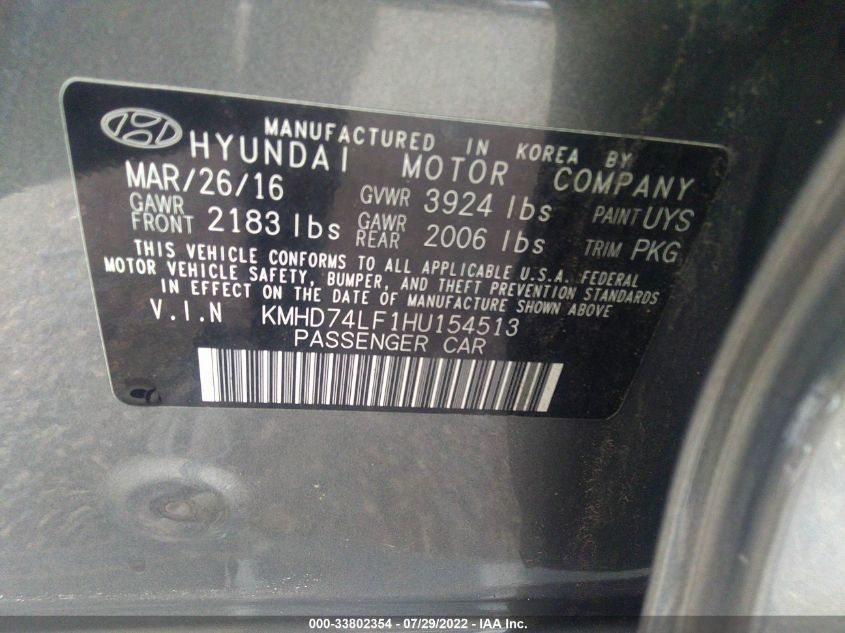 MANUFACTURED IN KOREA BY
HYUNDAI MOTOR COMPANY
MAR/26/16 GVWR 3924 lbs PAINT UYS
GAWR FRONT 2183 lbs GAWR REAR 2006 lbs TRIM PKG
THIS VEHICLE CONFORMS TO ALL APPLICABLE U.S.A. FEDERAL
MOTOR VEHICLE SAFETY, BUMPER, AND THEFT PREVENTION STANDARDS
IN EFFECT ON THE DATE OF MANUFACTURE SHOWN ABOVE
V.I.N KMHD74LF1HU154513
PASSENGER CAR
000-33802354 - 07/29/2022 - IAA Inc.